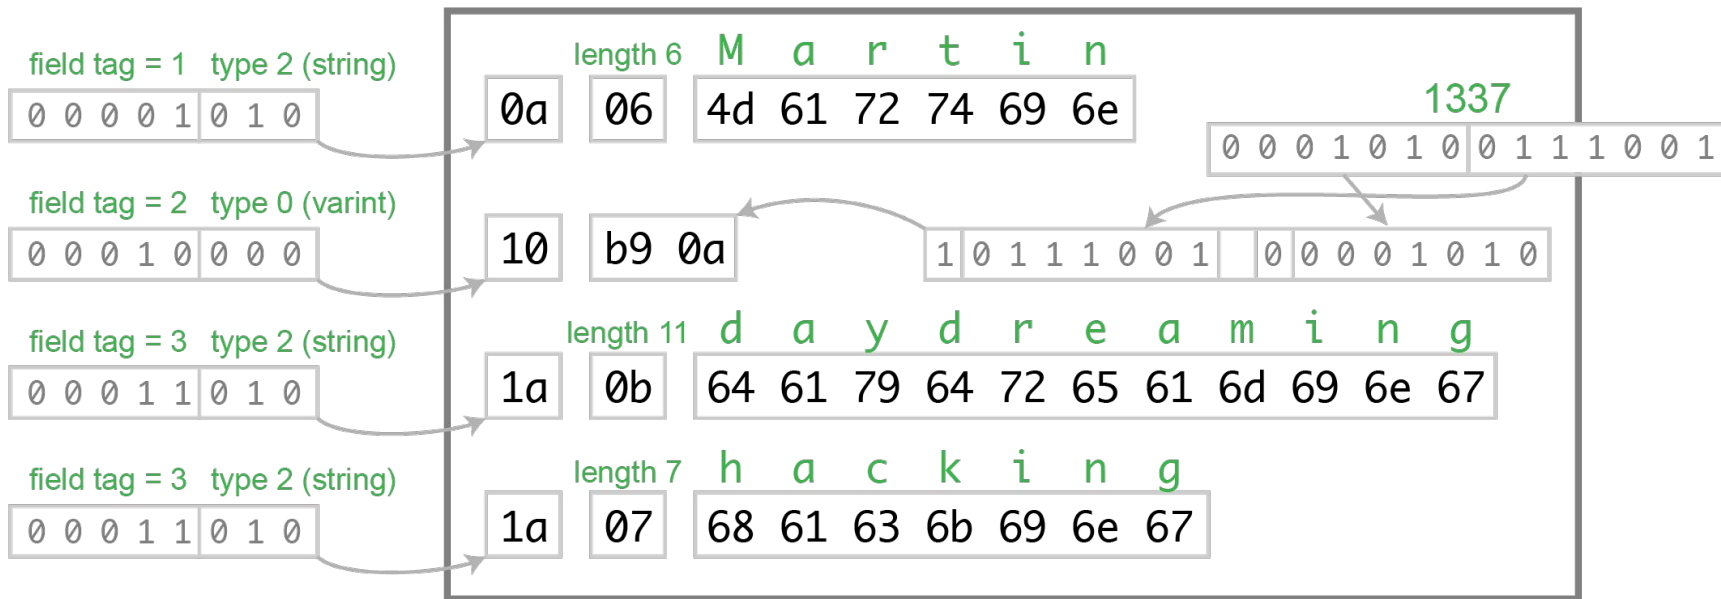 field tag = 1 type 2 (string)
0 0 0 0 1 0 1 0
length 6 M a r t i n
0a 06 4d 61 72 74 69 6e
1337
0 0 0 1 0 1 0 0 1 1 1 0 0 1
field tag = 2 type 0 (varint)
0 0 0 1 0 0 0 0
10 b9 0a
1 0 1 1 1 0 0 1 0 0 0 0 1 0 1 0
field tag = 3 type 2 (string)
0 0 0 1 1 0 1 0
length 11 d a y d r e a m i n g
1a 0b 64 61 79 64 72 65 61 6d 69 6e 67
field tag = 3 type 2 (string)
0 0 0 1 1 0 1 0
length 7 h a c k i n g
1a 07 68 61 63 6b 69 6e 67